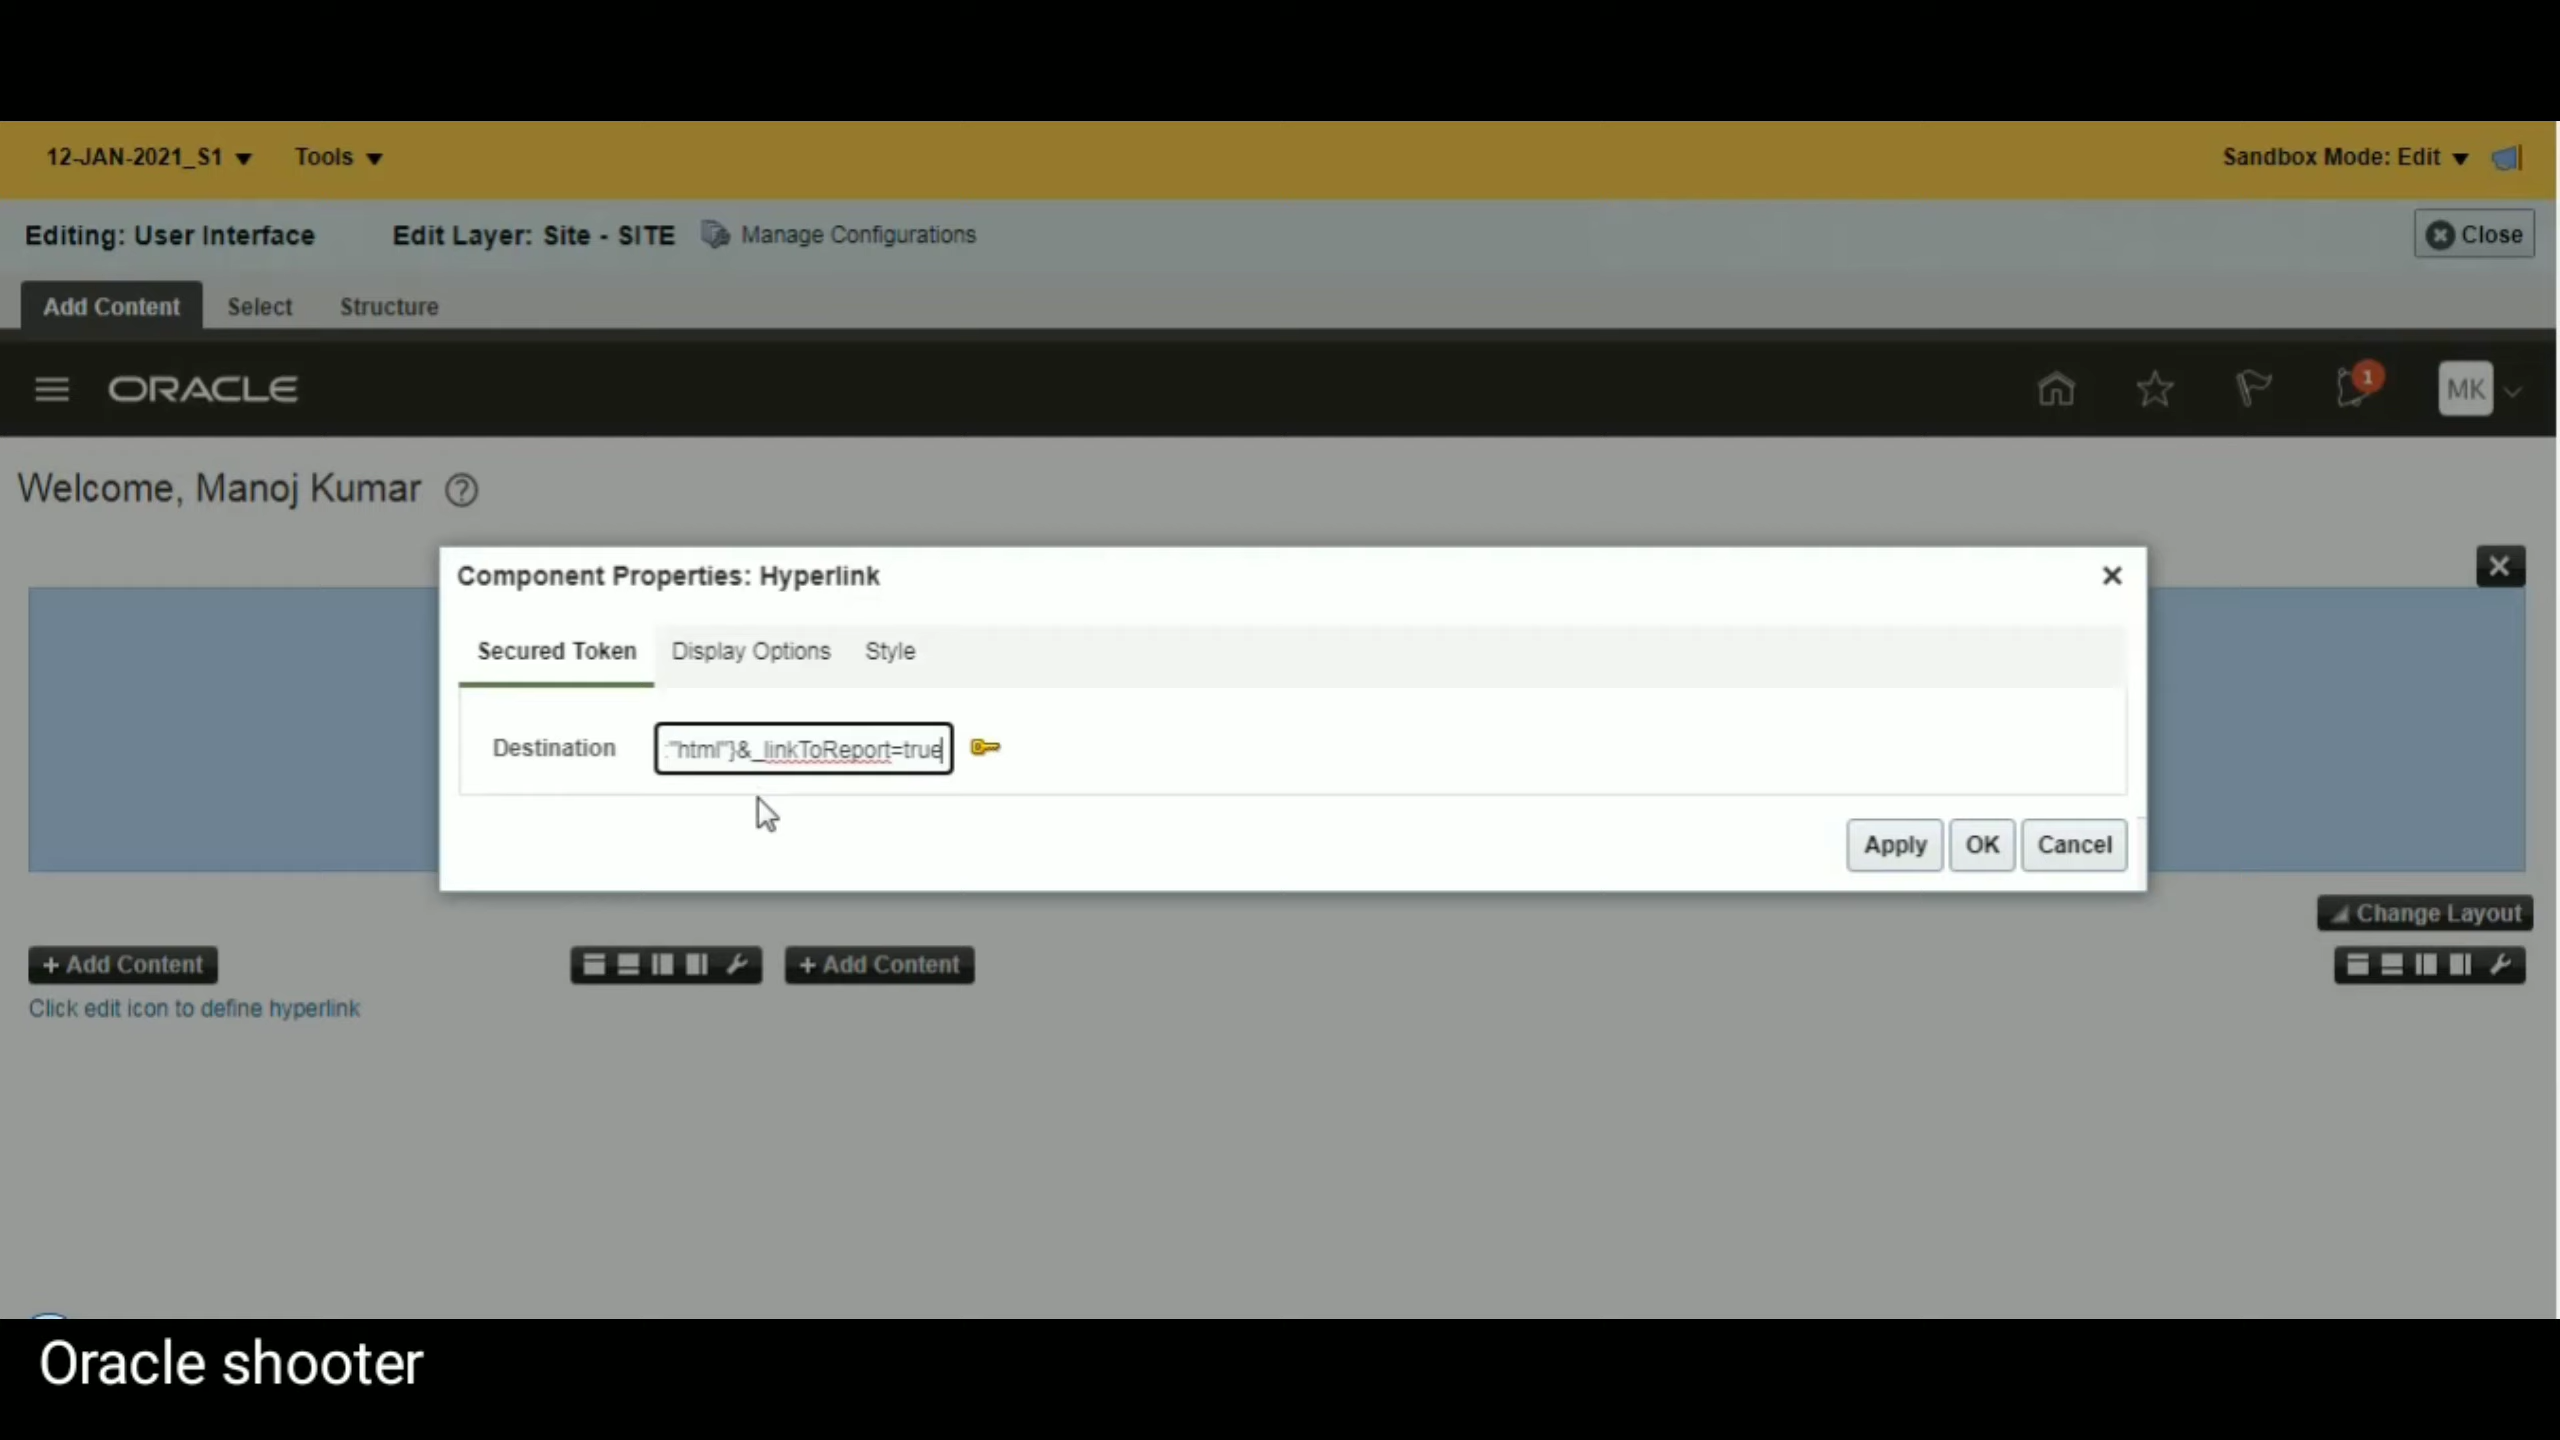 12-JAN-2021_S1 Tools Sandbox Mode: Edit
Editing: User Interface Edit Layer: Site - SITE Manage Configurations Close
Add Content Select Structure
ORACLE 1 MK
Welcome, Manoj Kumar ?
Component Properties: Hyperlink
Secured Token Display Options Style
Destination :"html"}&_linkToReport=true
Apply OK Cancel
Change Layout
+ Add Content + Add Content
Click edit icon to define hyperlink
Oracle shooter